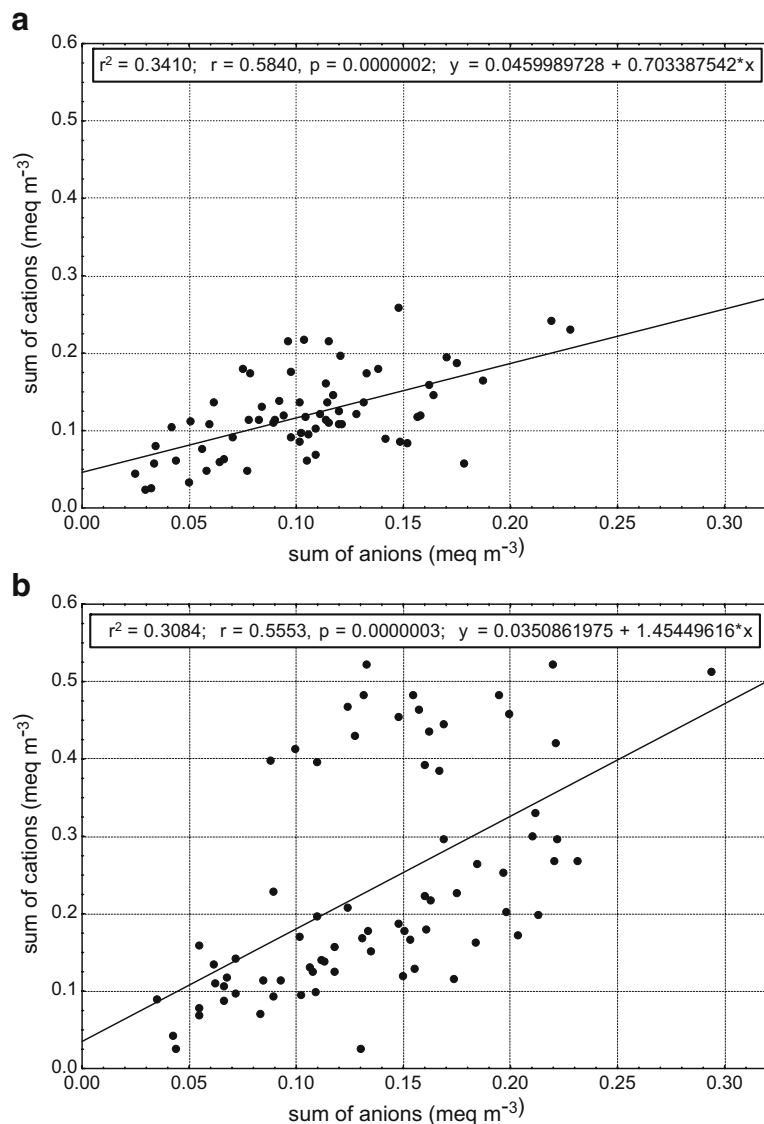 a
0.6
r² = 0.3410; r = 0.5840, p = 0.0000002; y = 0.0459989728 + 0.703387542*x
0.5
0.4
0.3
0.2
0.1
0.0
sum of cations (meq m⁻³)
0.00 0.05 0.10 0.15 0.20 0.25 0.30
sum of anions (meq m⁻³)
b
0.6
r² = 0.3084; r = 0.5553, p = 0.0000003; y = 0.0350861975 + 1.45449616*x
0.5
0.4
0.3
0.2
0.1
0.0
sum of cations (meq m⁻³)
0.00 0.05 0.10 0.15 0.20 0.25 0.30
sum of anions (meq m⁻³)